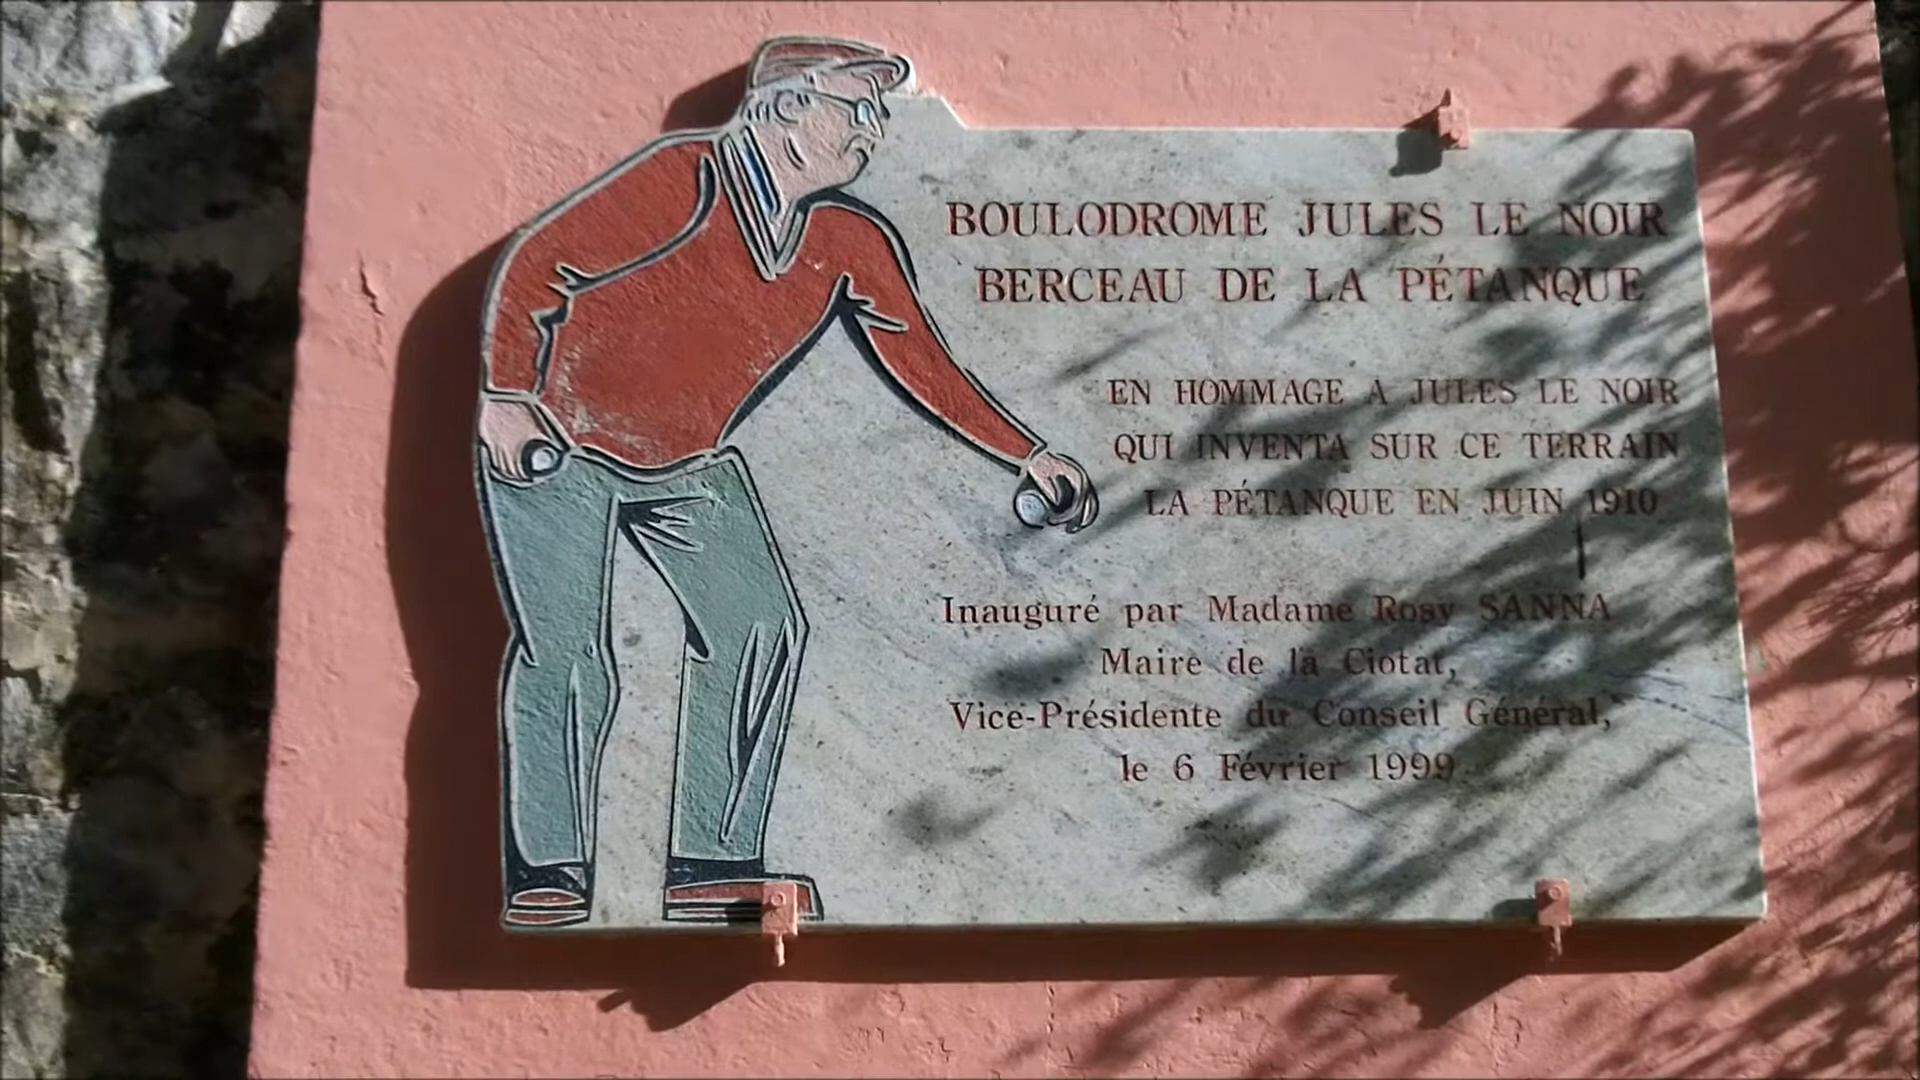 BOULODROME JULES LE NOIR
BERCEAU DE LA PÉTANQUE
EN HOMMAGE A JULES LE NOIR
QUI INVENTA SUR CE TERRAIN
LA PÉTANQUE EN JUIN 1910
Inauguré par Madame Rosy SANNA
Maire de la Ciotat,
Vice-Présidente du Conseil Général,
le 6 Février 1999